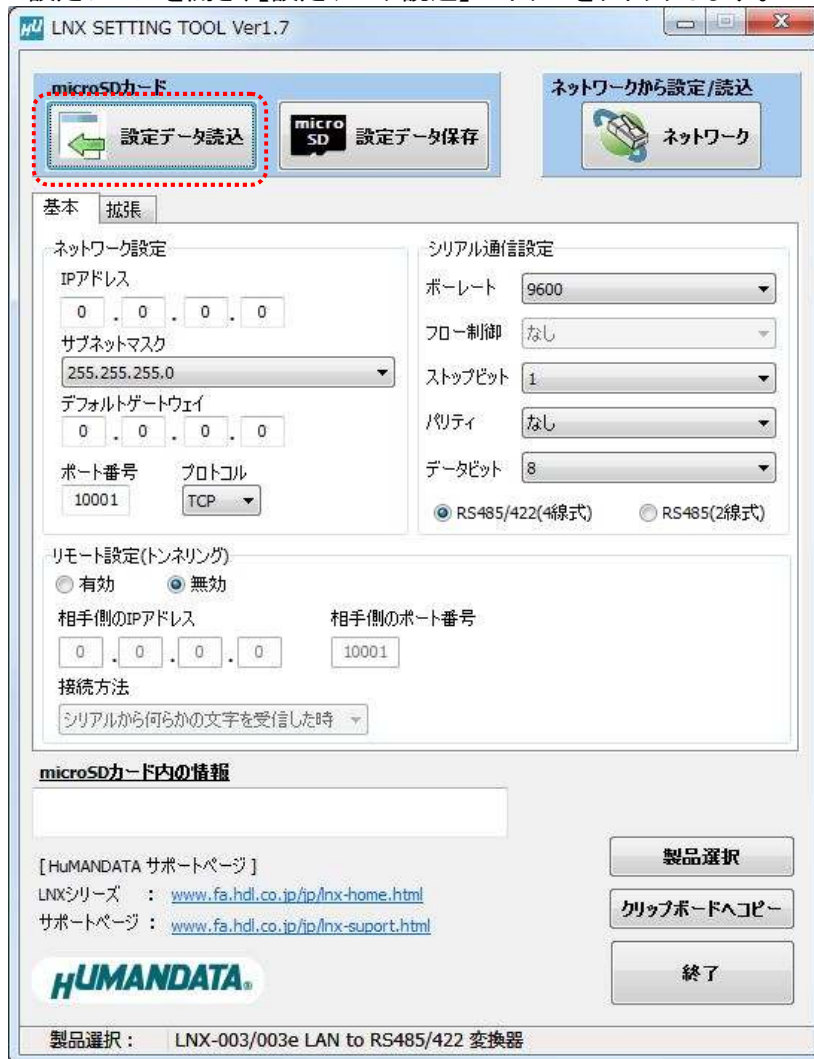 LNX SETTING TOOL Ver1.7
microSDカード
ネットワークから設定/読込
設定データ読込
micro SD
設定データ保存
ネットワーク
基本 拡張
ネットワーク設定
シリアル通信設定
IPアドレス
0 . 0 . 0 . 0
サブネットマスク
255.255.255.0
デフォルトゲートウェイ
0 . 0 . 0 . 0
ポート番号 プロトコル
10001 TCP
ボーレート 9600
フロー制御 なし
ストップビット 1
パリティ なし
データビット 8
RS485/422(4線式) RS485(2線式)
リモート設定(トンネリング)
有効 無効
相手側のIPアドレス 相手側のポート番号
0 . 0 . 0 . 0 10001
接続方法
シリアルから何らかの文字を受信した時
microSDカード内の情報
[HuMANDATA サポートページ]
LNXシリーズ : www.fa.hdl.co.jp/jp/lnx-home.html
サポートページ : www.fa.hdl.co.jp/jp/lnx-suport.html
HUMANDATA®
製品選択
クリップボードへコピー
終了
製品選択: LNX-003/003e LAN to RS485/422 変換器